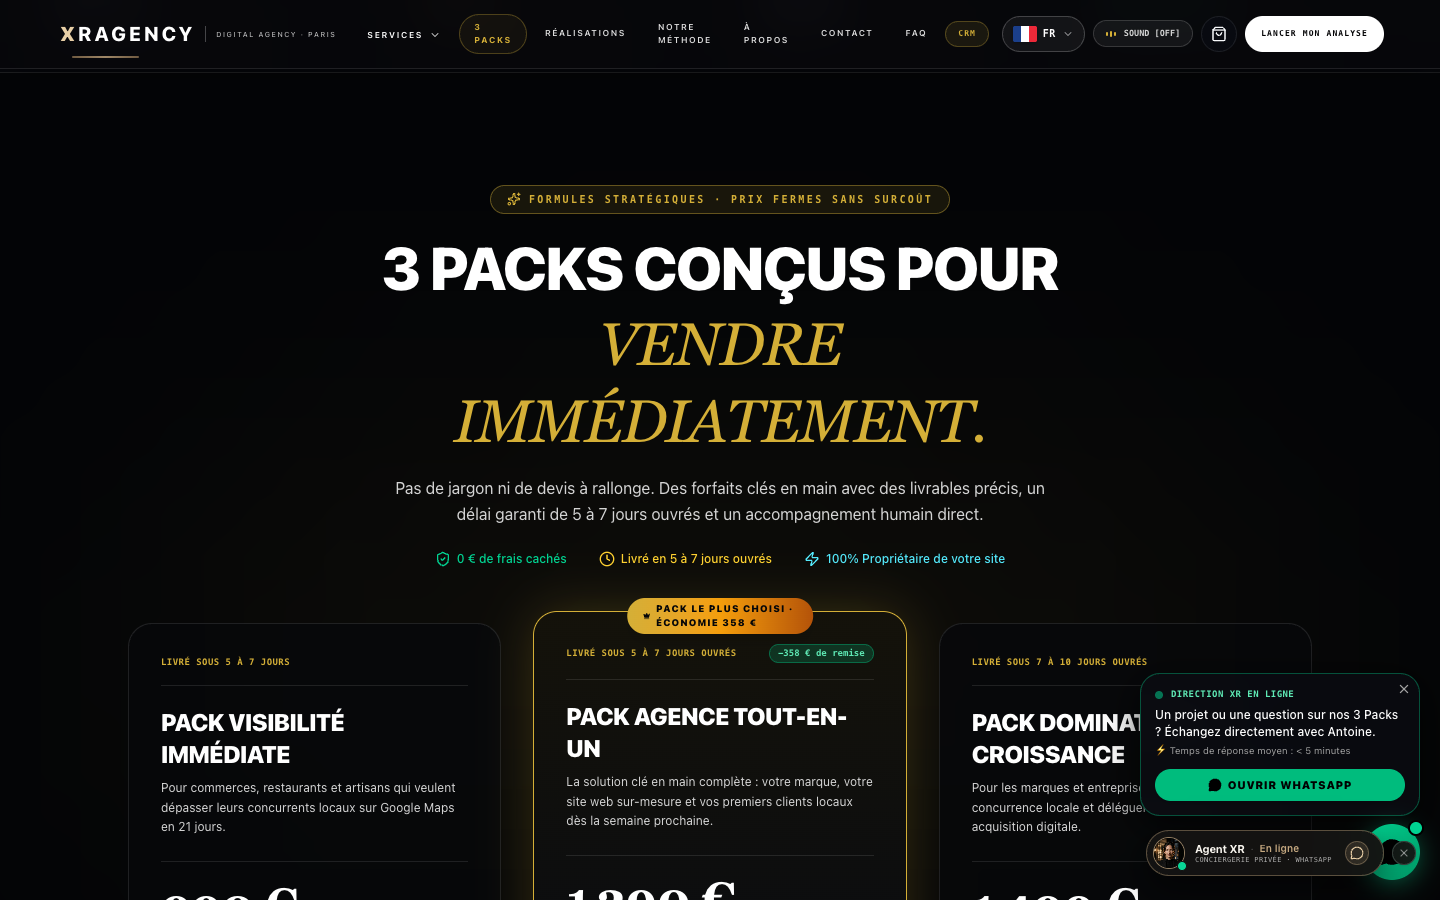 XRAGENCY
DIGITAL AGENCY · PARIS
SERVICES
3
PACKS
RÉALISATIONS
NOTRE
MÉTHODE
À
PROPOS
CONTACT
FAQ
CRM
FR
SOUND [OFF]
LANCER MON ANALYSE
FORMULES STRATÉGIQUES · PRIX FERMES SANS SURCOÛT
3 PACKS CONÇUS POUR
VENDRE
IMMÉDIATEMENT.
Pas de jargon ni de devis à rallonge. Des forfaits clés en main avec des livrables précis, un
délai garanti de 5 à 7 jours ouvrés et un accompagnement humain direct.
0 € de frais cachés
Livré en 5 à 7 jours ouvrés
100% Propriétaire de votre site
LIVRÉ SOUS 5 À 7 JOURS
PACK VISIBILITÉ
IMMÉDIATE
Pour commerces, restaurants et artisans qui veulent
dépasser leurs concurrents locaux sur Google Maps
en 21 jours.
PACK LE PLUS CHOISI ·
ÉCONOMIE 358 €
LIVRÉ SOUS 5 À 7 JOURS OUVRÉS
−358 € de remise
PACK AGENCE TOUT-EN-
UN
La solution clé en main complète : votre marque, votre
site web sur-mesure et vos premiers clients locaux
dès la semaine prochaine.
LIVRÉ SOUS 7 À 10 JOURS OUVRÉS
PACK DOMINAT
CROISSANCE
Pour les marques et entreprise
concurrence locale et déléguer
acquisition digitale.
DIRECTION XR EN LIGNE
Un projet ou une question sur nos 3 Packs
? Échangez directement avec Antoine.
⚡ Temps de réponse moyen : < 5 minutes
OUVRIR WHATSAPP
Agent XR · En ligne
CONCIERGERIE PRIVÉE · WHATSAPP